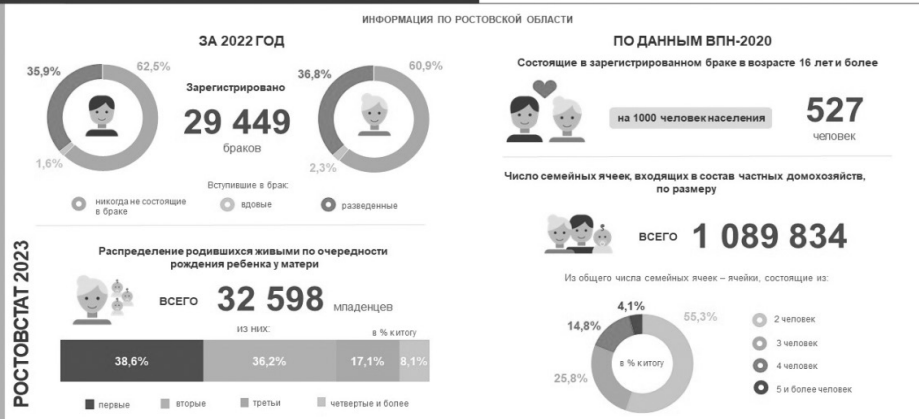 ИНФОРМАЦИЯ ПО РОСТОВСКОЙ ОБЛАСТИ
ЗА 2022 ГОД
35,9%
62,5%
1,6%
Зарегистрировано
29 449
браков
36,8%
60,9%
2,3%
Вступившие в брак:
никогда не состоящие
в браке
вдовые
разведенные
РОСТОВСТАТ 2023
Распределение родившихся живыми по очередности
рождения ребенка у матери
ВСЕГО 32 598 младенцев
из них:
в % к итогу
38,6% 36,2% 17,1% 8,1%
первые вторые третьи четвертые и более
ПО ДАННЫМ ВПН-2020
Состоящие в зарегистрированном браке в возрасте 16 лет и более
на 1000 человек населения
527
человек
Число семейных ячеек, входящих в состав частных домохозяйств,
по размеру
ВСЕГО 1 089 834
Из общего числа семейных ячеек – ячейки, состоящие из:
4,1%
14,8%
55,3%
25,8%
в % к итогу
2 человек
3 человек
4 человек
5 и более человек